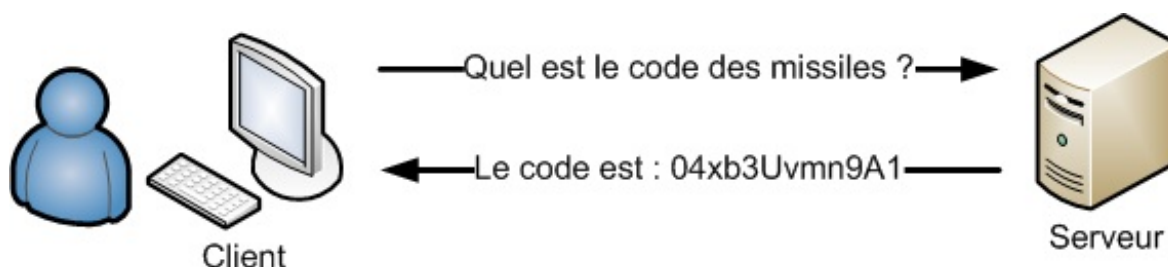 Quel est le code des missiles ?
Le code est : 04xb3Uvmn9A1
Client
Serveur